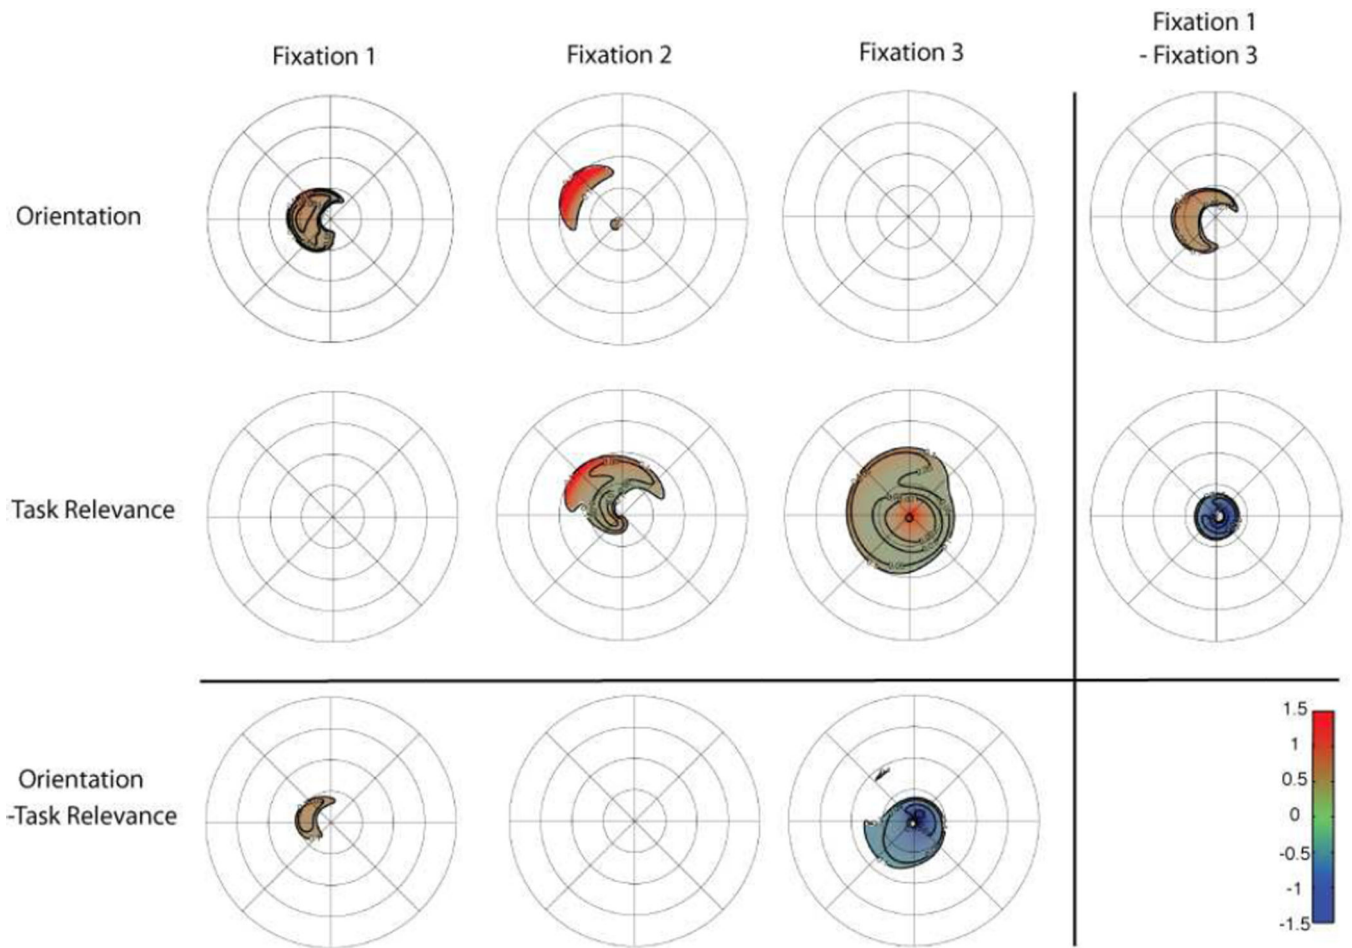 Fixation 1
Fixation 2
Fixation 3
Fixation 1
- Fixation 3
Orientation
Task Relevance
Orientation
-Task Relevance
1.5
1
0.5
0
-0.5
-1
-1.5